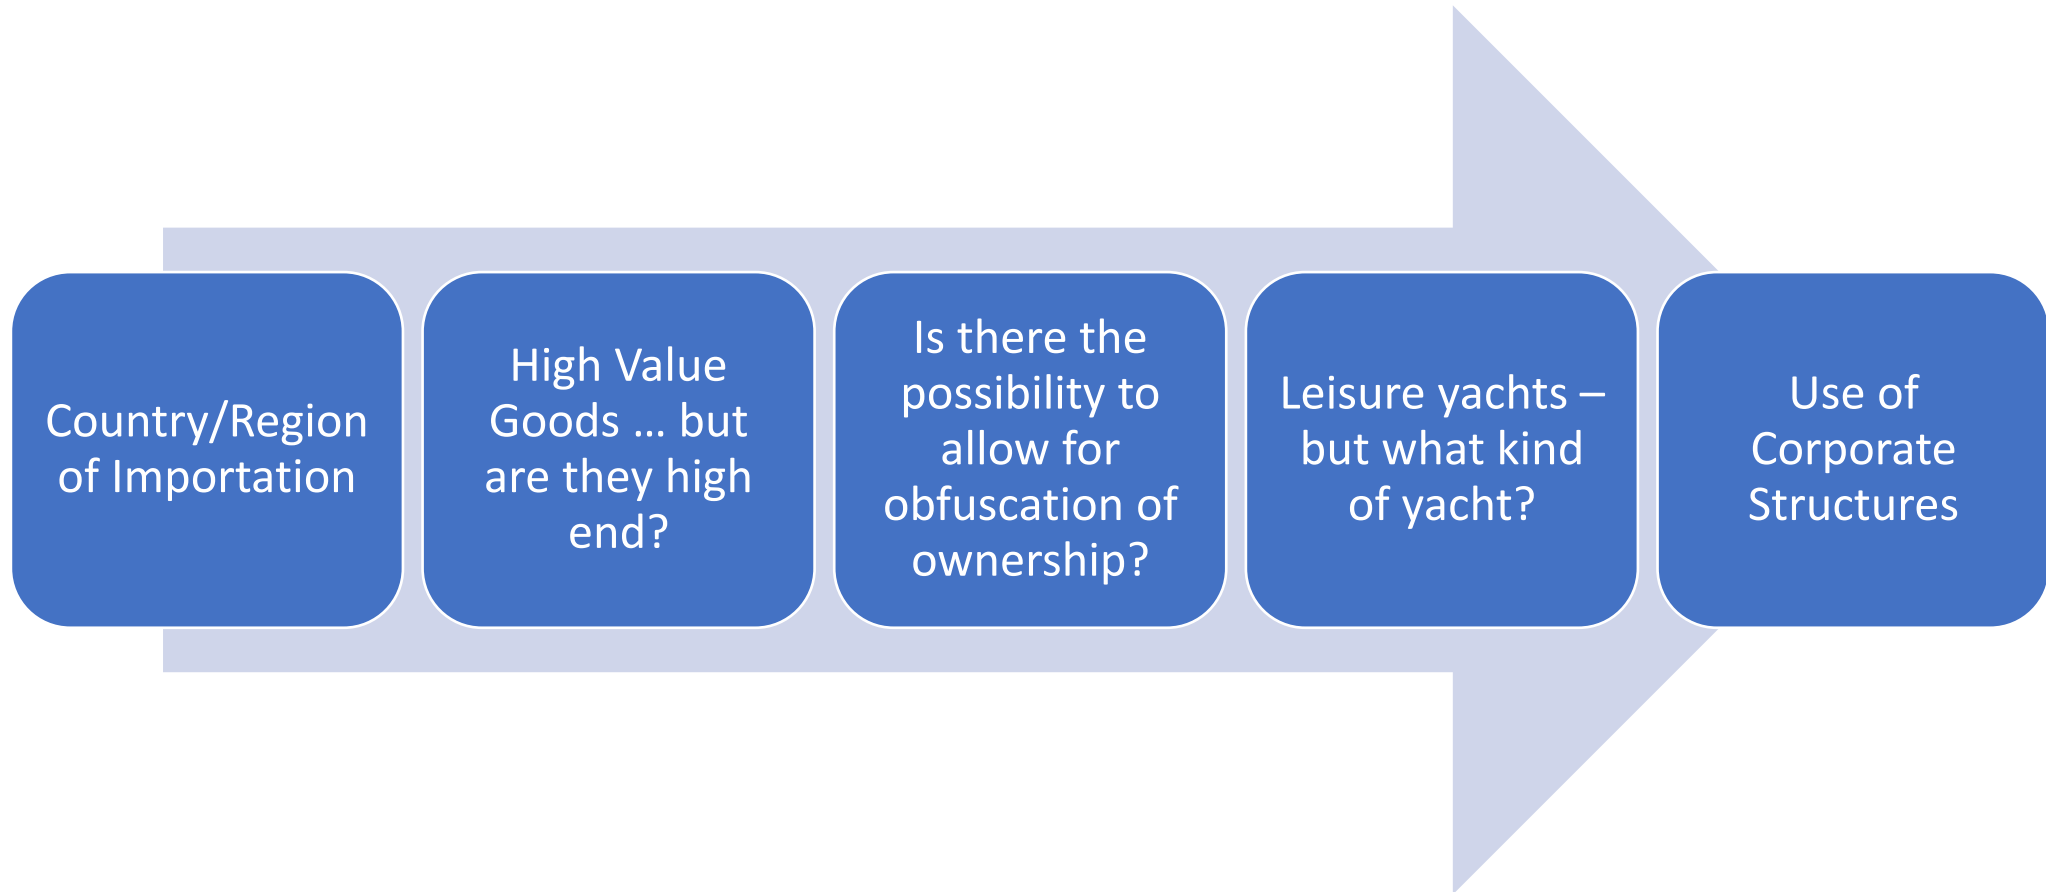 Country/Region
of Importation
High Value
Goods ... but
are they high
end?
Is there the
possibility to
allow for
obfuscation of
ownership?
Leisure yachts –
but what kind
of yacht?
Use of
Corporate
Structures